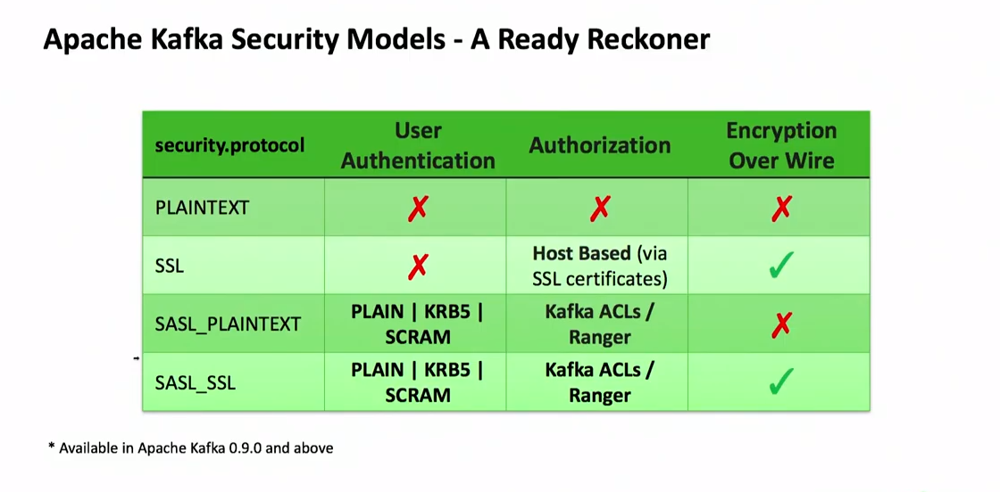 Apache Kafka Security Models - A Ready Reckoner
security.protocol
User
Authentication
Authorization
Encryption
Over Wire
PLAINTEXT
✗
✗
✗
SSL
✗
Host Based (via
SSL certificates)
✓
SASL_PLAINTEXT
PLAIN | KRB5 |
SCRAM
Kafka ACLs /
Ranger
✗
SASL_SSL
PLAIN | KRB5 |
SCRAM
Kafka ACLs /
Ranger
✓
* Available in Apache Kafka 0.9.0 and above